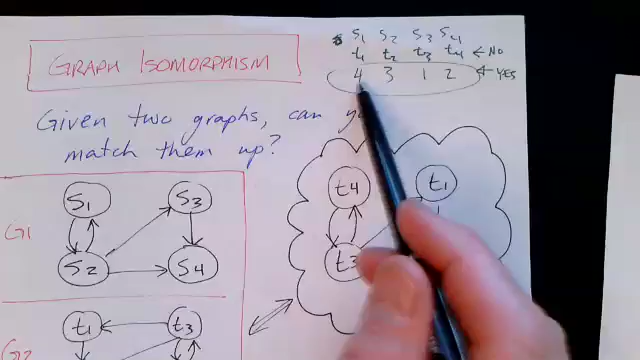 S1 S2 S3 S4
t1 t2 t3 t4 ← NO
4 3 1 2 ← YES
GRAPH ISOMORPHISM
Given two graphs, can
match them up?
G1
S1
S3
S2
S4
t4
t1
t3
G2
t1
t3